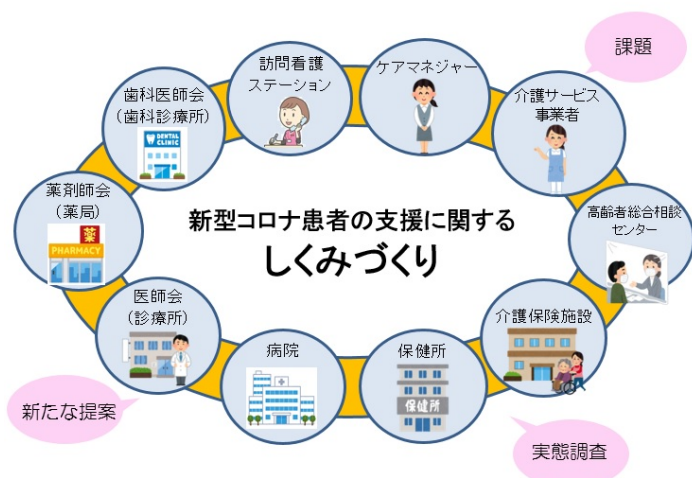 課題
訪問看護
ステーション
ケアマネジャー
介護サービス
事業者
歯科医師会
(歯科診療所)
DENTAL
CLINIC
薬剤師会
(薬局)
薬
PHARMACY
高齢者総合相談
センター
新型コロナ患者の支援に関する
しくみづくり
医師会
(診療所)
病院
保健所
保健所
介護保険施設
新たな提案
実態調査